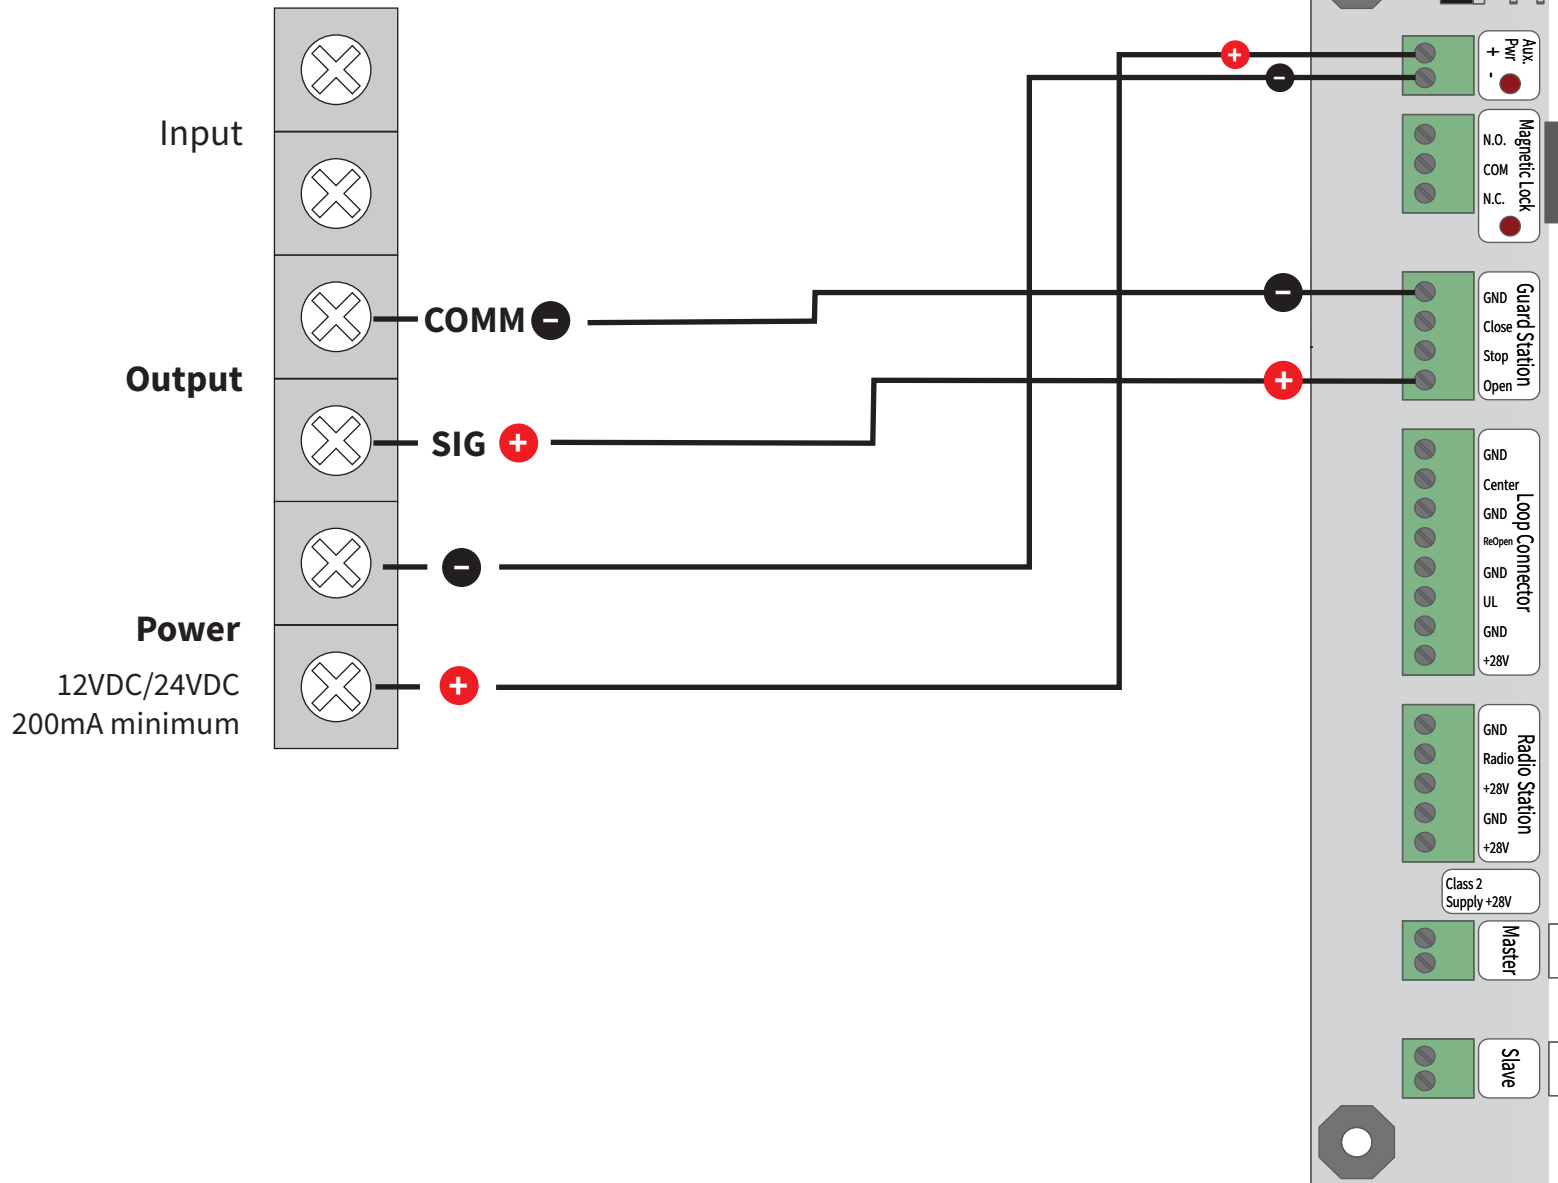 Input
Output
Power
12VDC/24VDC
200mA minimum
COMM −
SIG +
−
+
+
−
−
+
Aux.
Pwr
+
-
Magnetic Lock
N.O.
COM
N.C.
Guard Station
GND
Close
Stop
Open
Loop Connector
GND
Center
GND
ReOpen
GND
UL
GND
+28V
Radio Station
GND
Radio
+28V
GND
+28V
Class 2
Supply +28V
Master
Slave